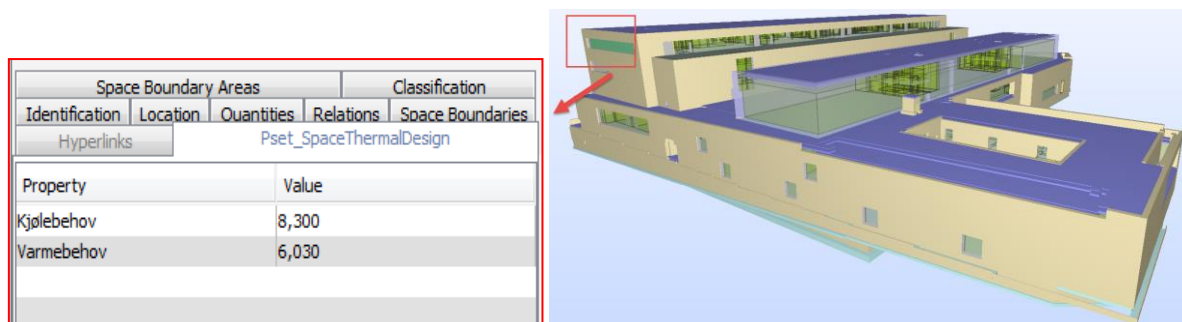 Space Boundary Areas Classification
Identification Location Quantities Relations Space Boundaries
Hyperlinks Pset_SpaceThermalDesign
Property Value
Kjølebehov 8,300
Varmebehov 6,030